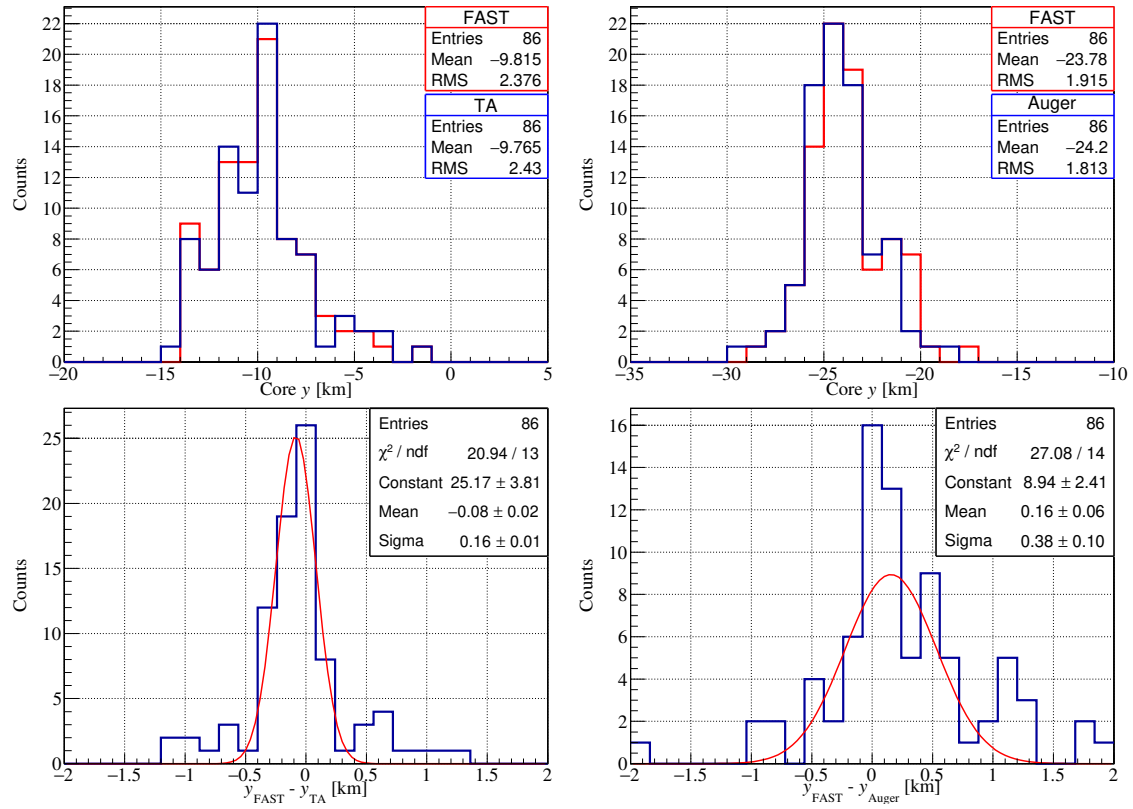 FAST
Entries 86
Mean −9.815
RMS 2.376
TA
Entries 86
Mean −9.765
RMS 2.43
Counts
22
20
18
16
14
12
10
8
6
4
2
0
−20 −15 −10 −5 0 5
Core y [km]
FAST
Entries 86
Mean −23.78
RMS 1.915
Auger
Entries 86
Mean −24.2
RMS 1.813
Counts
22
20
18
16
14
12
10
8
6
4
2
0
−35 −30 −25 −20 −15 −10
Core y [km]
Entries 86
χ² / ndf 20.94 / 13
Constant 25.17 ± 3.81
Mean −0.08 ± 0.02
Sigma 0.16 ± 0.01
Counts
25
20
15
10
5
0
−2 −1.5 −1 −0.5 0 0.5 1 1.5 2
y_FAST - y_TA [km]
Entries 86
χ² / ndf 27.08 / 14
Constant 8.94 ± 2.41
Mean 0.16 ± 0.06
Sigma 0.38 ± 0.10
Counts
16
14
12
10
8
6
4
2
0
−2 −1.5 −1 −0.5 0 0.5 1 1.5 2
y_FAST - y_Auger [km]